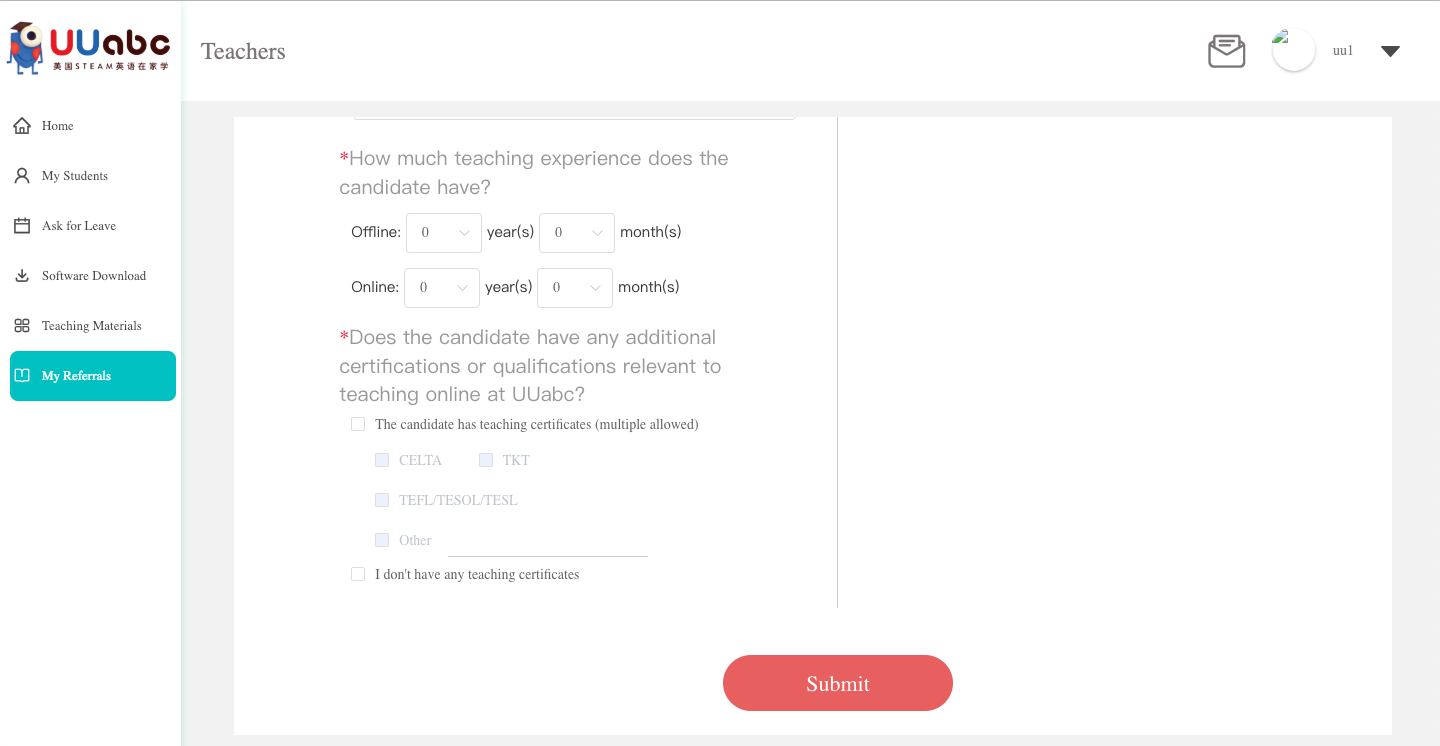 UUabc
美国STEAM英语在家学
Teachers
uu1
Home
My Students
Ask for Leave
Software Download
Teaching Materials
My Referrals
*How much teaching experience does the
candidate have?
Offline: 0 year(s) 0 month(s)
Online: 0 year(s) 0 month(s)
*Does the candidate have any additional
certifications or qualifications relevant to
teaching online at UUabc?
The candidate has teaching certificates (multiple allowed)
CELTA TKT
TEFL/TESOL/TESL
Other
I don't have any teaching certificates
Submit